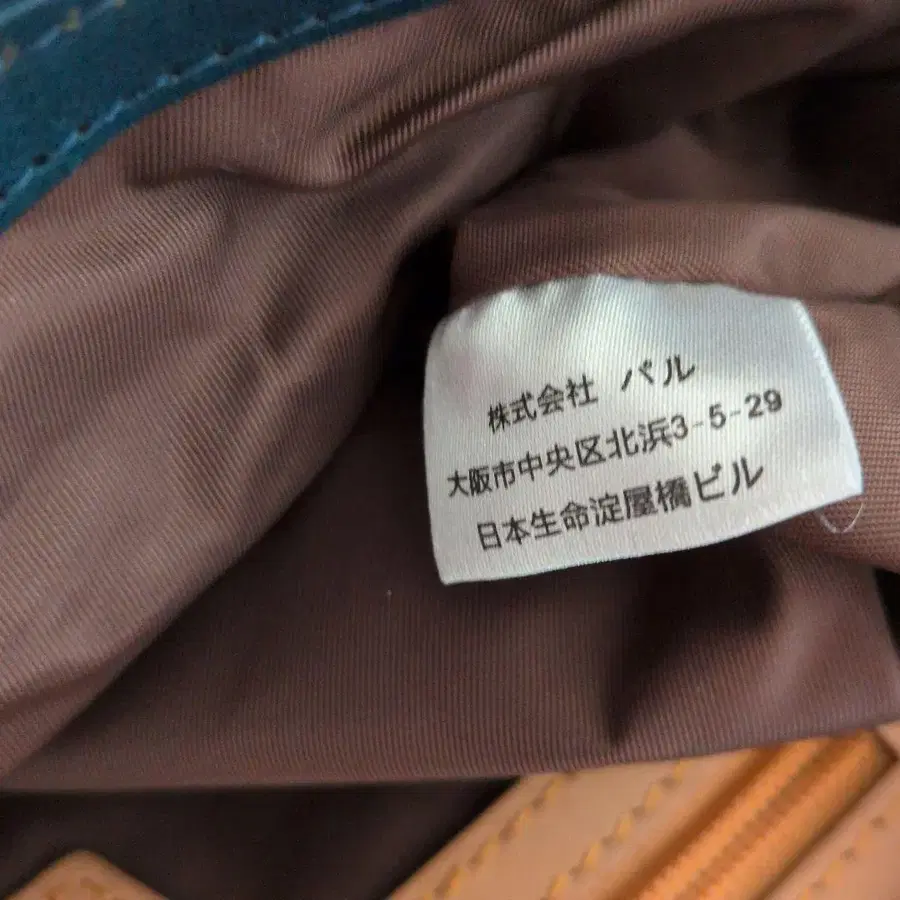 株式会社 パル
大阪市中央区北浜3-5-29
日本生命淀屋橋ビル